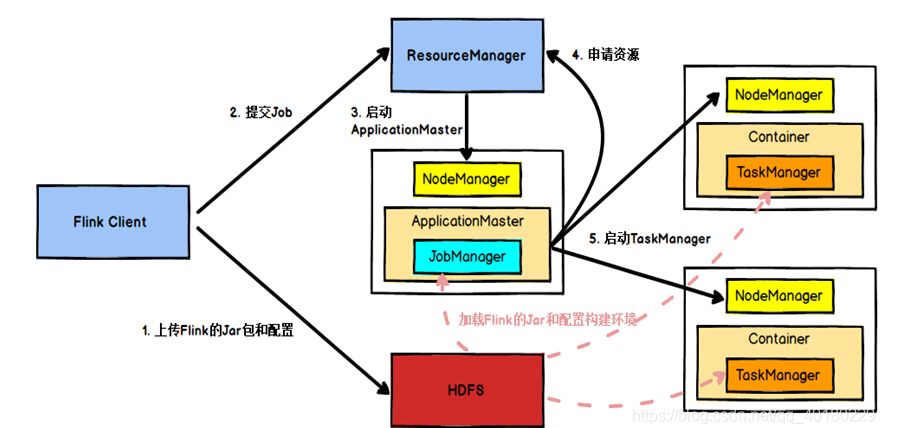 ResourceManager
4. 申请资源
2. 提交Job
3. 启动
ApplicationMaster
NodeManager
Container
TaskManager
NodeManager
Flink Client
ApplicationMaster
JobManager
5. 启动TaskManager
NodeManager
Container
TaskManager
加载Flink的Jar和配置构建环境
1. 上传Flink的Jar包和配置
HDFS
https://blog.csdn.net/qq_40180229